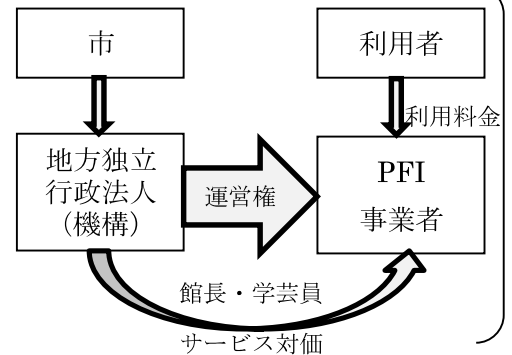 市
利用者
利用料金
地方独立
行政法人
（機構）
運営権
PFI
事業者
館長・学芸員
サービス対価